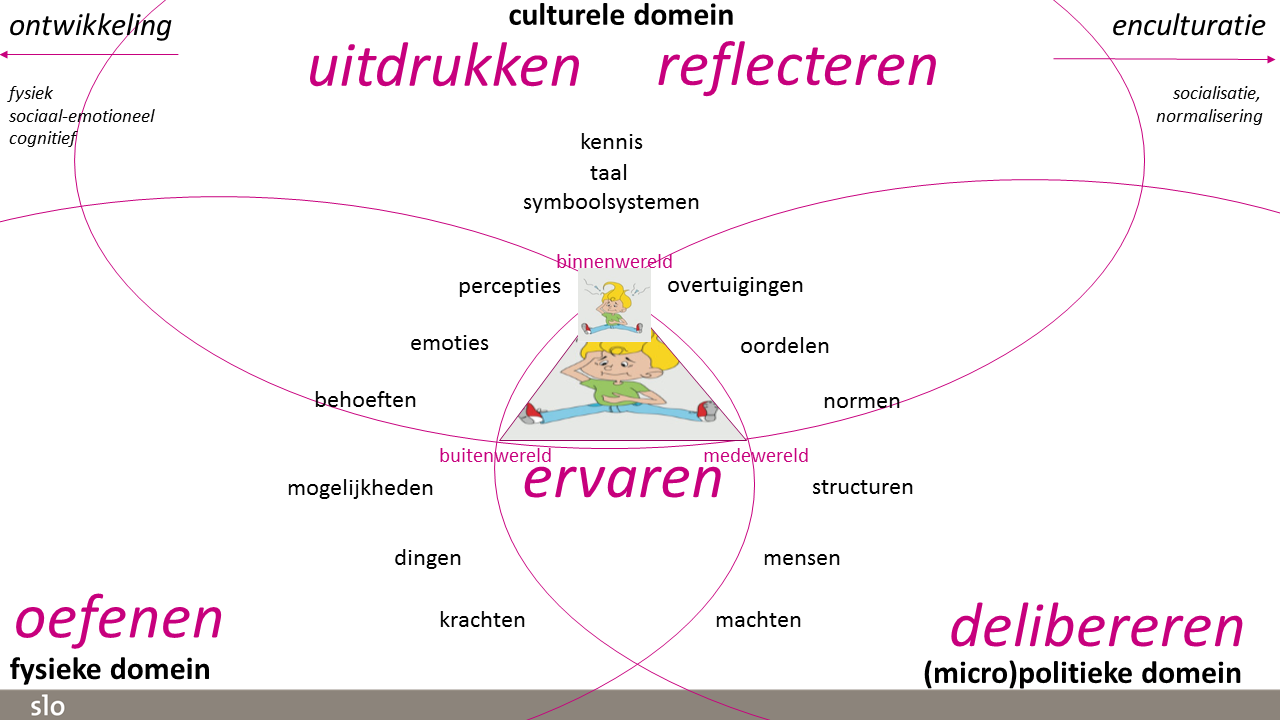 culturele domein
ontwikkeling
enculturatie
uitdrukken reflecteren
fysiek
sociaal-emotioneel
cognitief
socialisatie,
normalisering
kennis
taal
symboolsystemen
binnenwereld
percepties
overtuigingen
emoties
oordelen
behoeften
normen
buitenwereld
medewereld
ervaren
mogelijkheden
structuren
dingen
mensen
krachten
machten
oefenen
fysieke domein
delibereren
(micro)politieke domein
slo